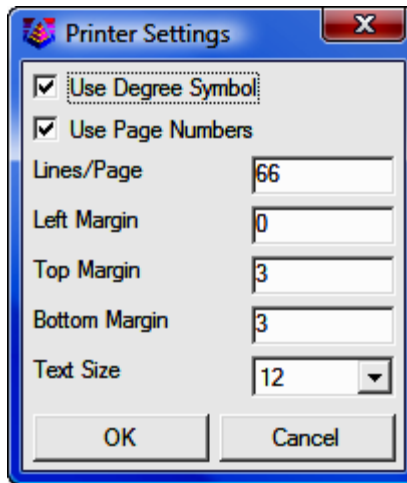 Printer Settings
Use Degree Symbol
Use Page Numbers
Lines/Page 66
Left Margin 0
Top Margin 3
Bottom Margin 3
Text Size 12
OK Cancel